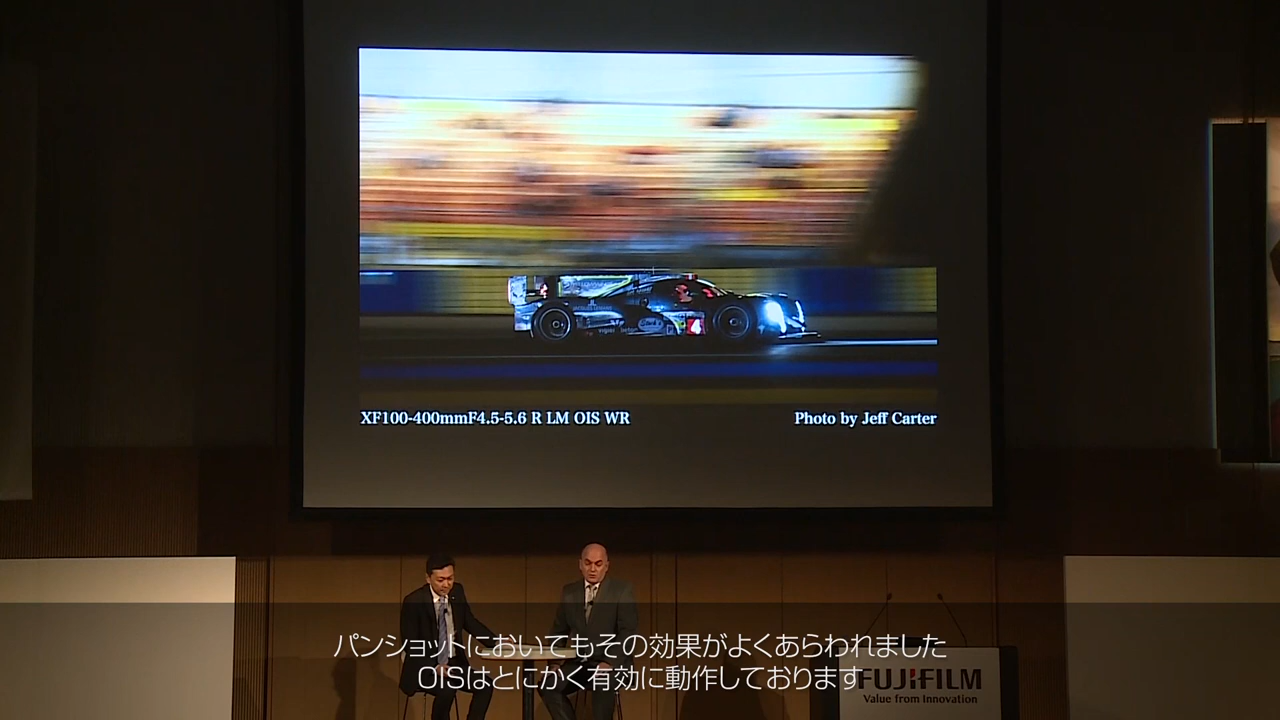 4
XF100-400mmF4.5-5.6 R LM OIS WR
Photo by Jeff Carter
パンショットにおいてもその効果がよくあらわれました
OISはとにかく有効に動作しております
FUJIFILM
Value from Innovation